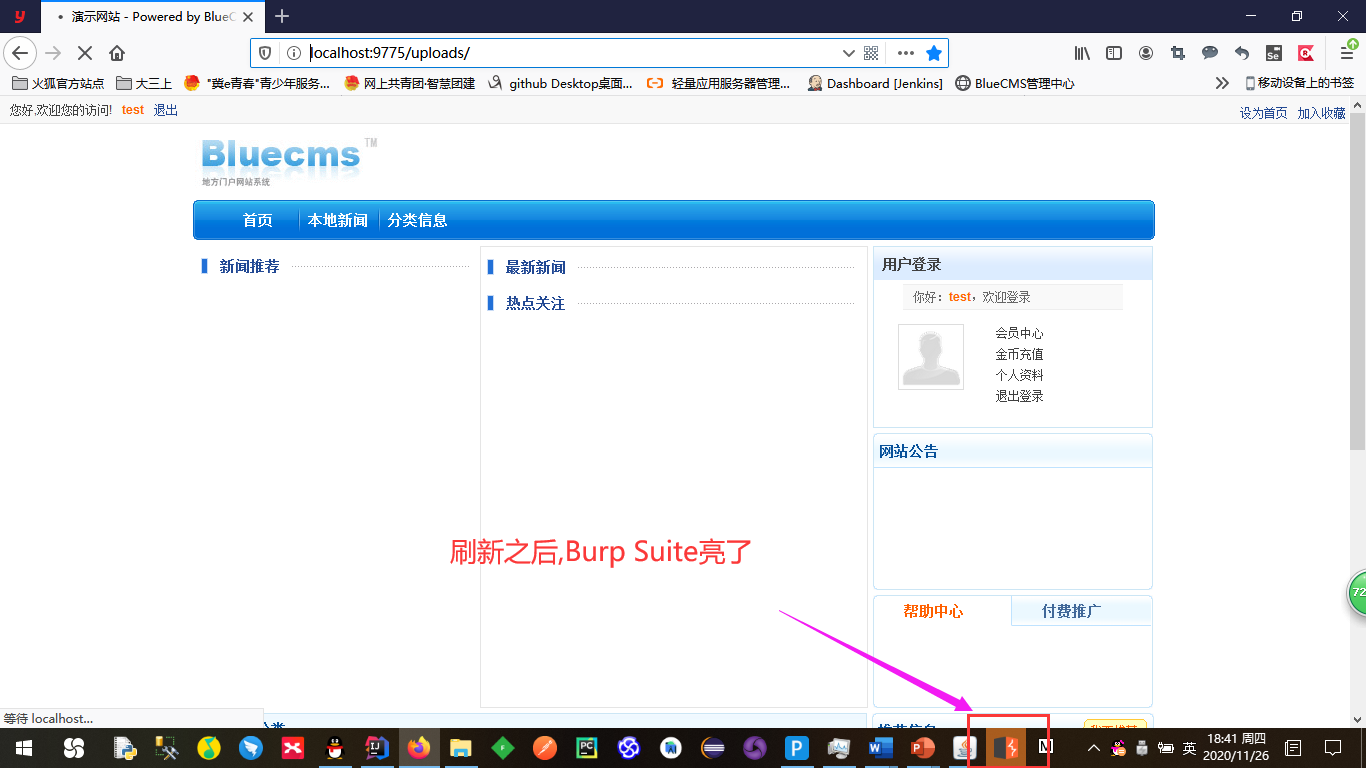 演示网站 - Powered by BlueC
localhost:9775/uploads/
火狐官方站点 大三上 "黄e青春"青少年服务... 网上共青团·智慧团建 github Desktop桌面... 轻量应用服务器管理... Dashboard [Jenkins] BlueCMS管理中心 移动设备上的书签
您好,欢迎您的访问! test 退出 设为首页 加入收藏
Bluecms TM
地方门户网站系统
首页 本地新闻 分类信息
新闻推荐
最新新闻
热点关注
用户登录
你好：test，欢迎登录
会员中心
金币充值
个人资料
退出登录
网站公告
刷新之后,Burp Suite亮了
帮助中心 付费推广
72
等待 localhost...
英 18:41 周四
2020/11/26